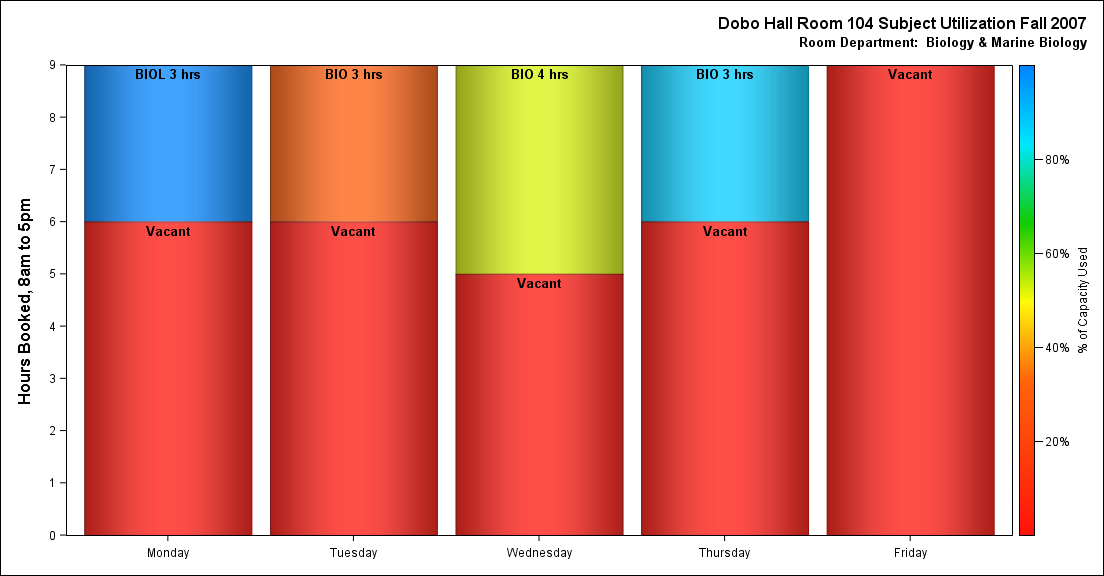 Dobo Hall Room 104 Subject Utilization Fall 2007
Room Department:  Biology & Marine Biology
Hours Booked, 8am to 5pm
9
8
7
6
5
4
3
2
1
0
BIOL 3 hrs
BIO 3 hrs
BIO 4 hrs
BIO 3 hrs
Vacant
Vacant
Vacant
Vacant
Vacant
Monday
Tuesday
Wednesday
Thursday
Friday
80%
60%
40%
20%
% of Capacity Used